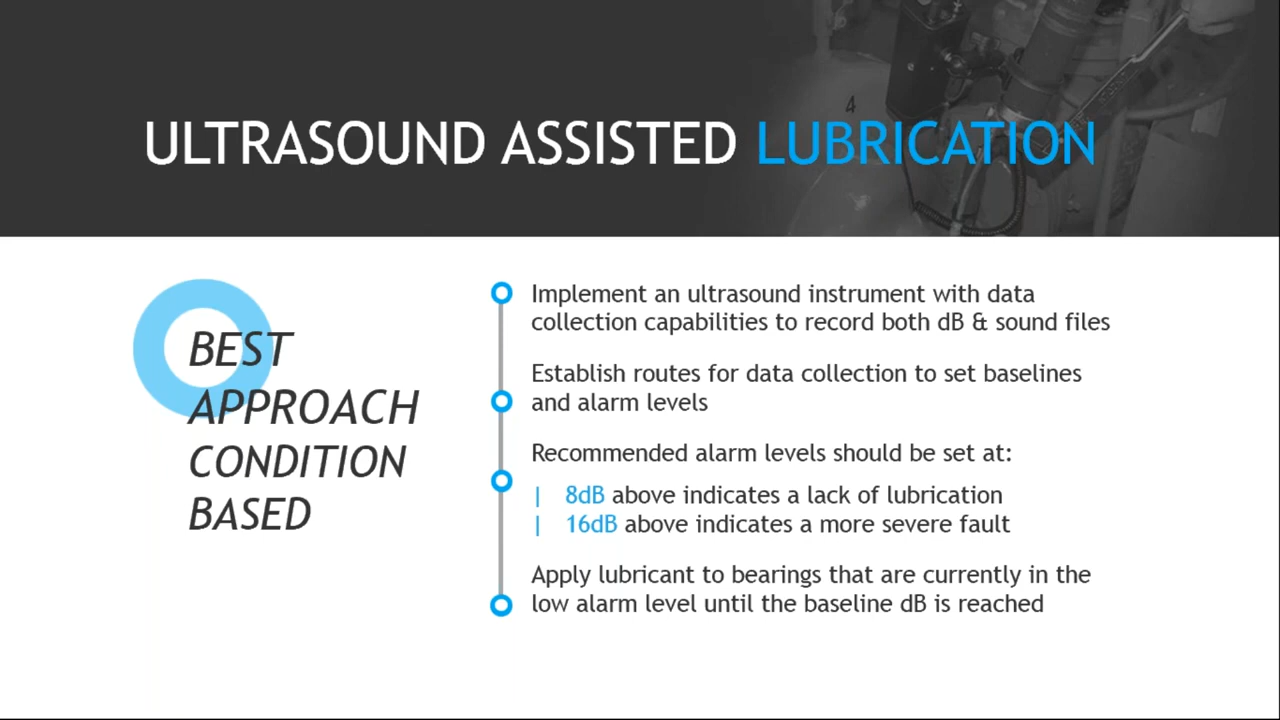 4
ULTRASOUND ASSISTED LUBRICATION
BEST
APPROACH
CONDITION
BASED
Implement an ultrasound instrument with data
collection capabilities to record both dB & sound files
Establish routes for data collection to set baselines
and alarm levels
Recommended alarm levels should be set at:
| 8dB above indicates a lack of lubrication
| 16dB above indicates a more severe fault
Apply lubricant to bearings that are currently in the
low alarm level until the baseline dB is reached